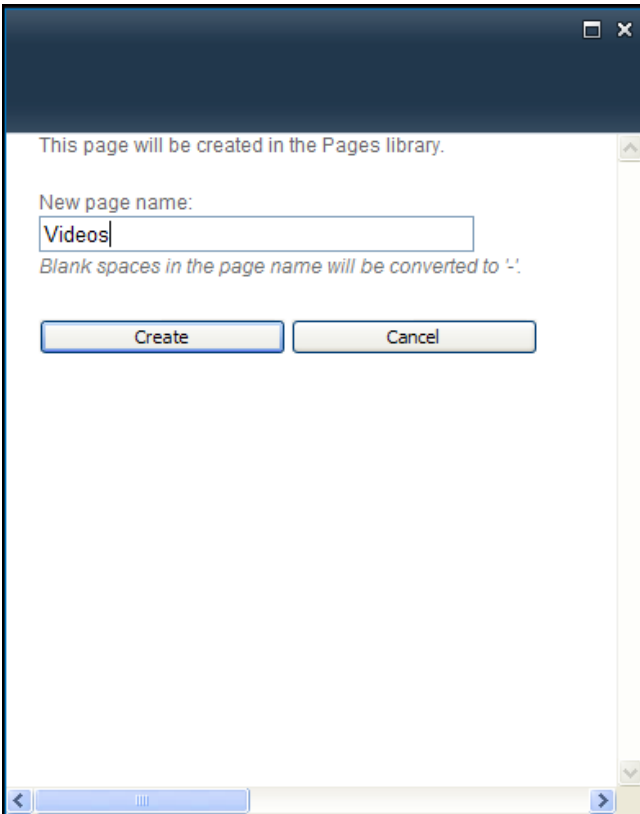 This page will be created in the Pages library.
New page name:
Videos
Blank spaces in the page name will be converted to '-'.
Create Cancel